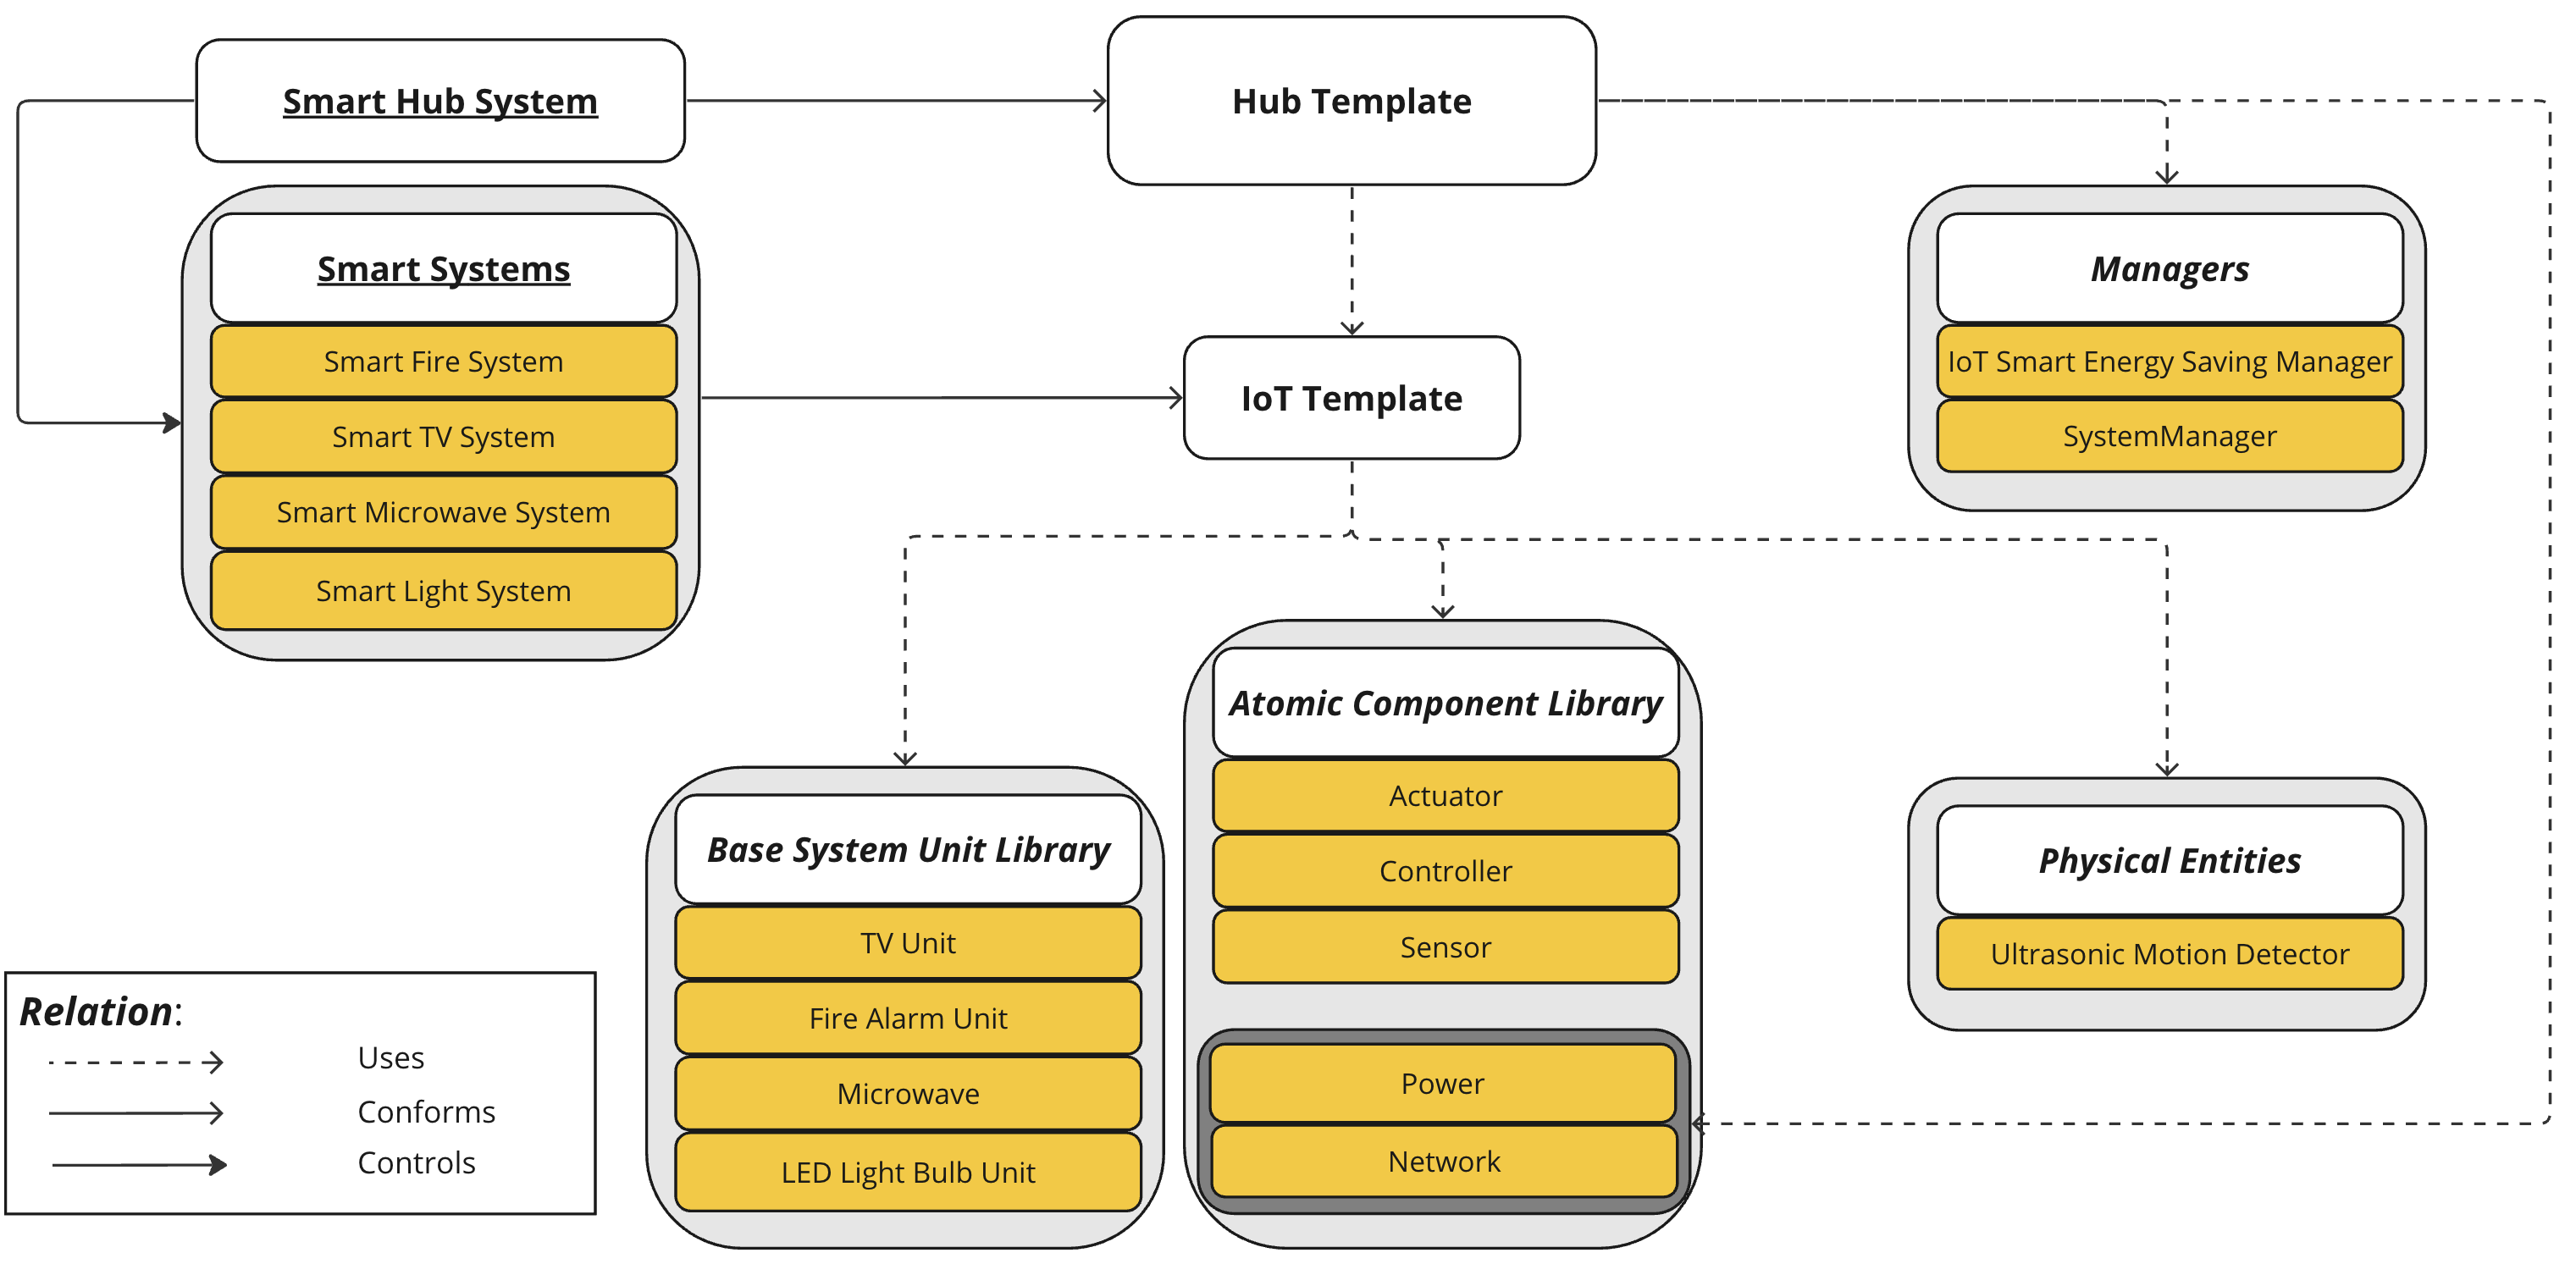 Smart Hub System
Hub Template
Smart Systems
Smart Fire System
Smart TV System
Smart Microwave System
Smart Light System
IoT Template
Managers
IoT Smart Energy Saving Manager
SystemManager
Base System Unit Library
TV Unit
Fire Alarm Unit
Microwave
LED Light Bulb Unit
Atomic Component Library
Actuator
Controller
Sensor
Power
Network
Physical Entities
Ultrasonic Motion Detector
Relation:
Uses
Conforms
Controls